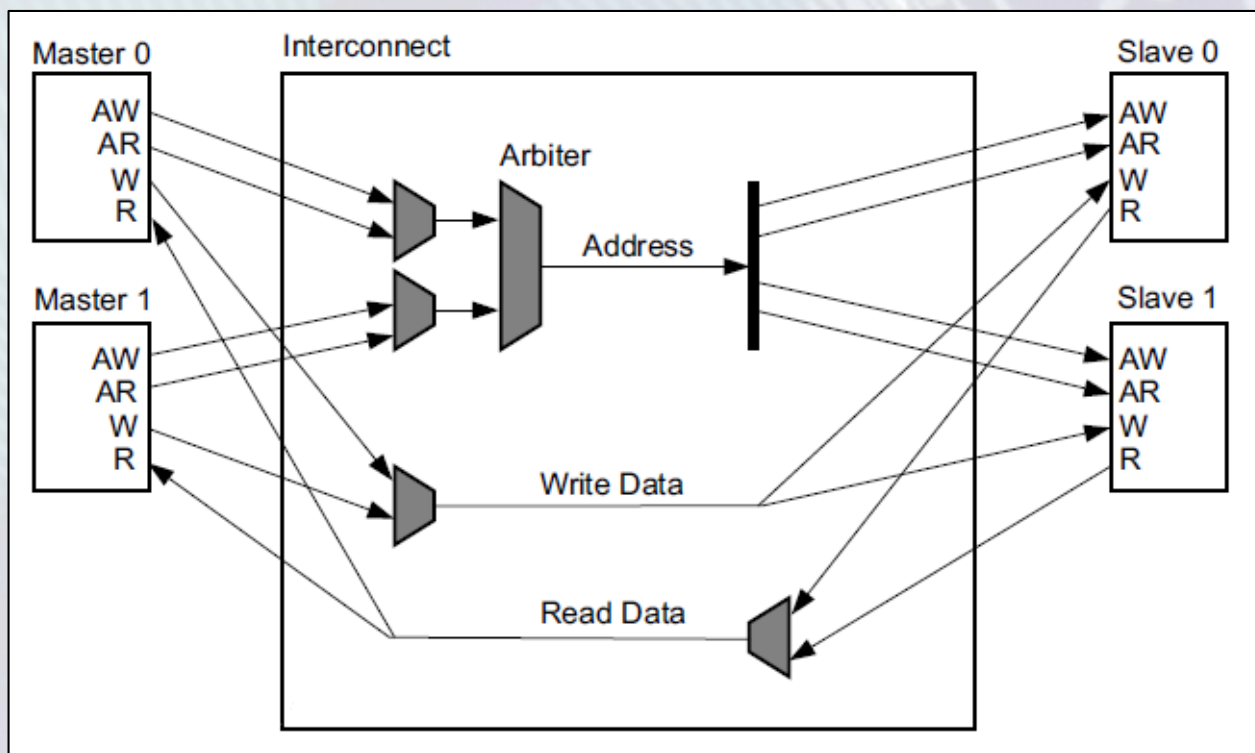 Master 0
AW
AR
W
R
Master 1
AW
AR
W
R
Interconnect
Arbiter
Address
Write Data
Read Data
Slave 0
AW
AR
W
R
Slave 1
AW
AR
W
R